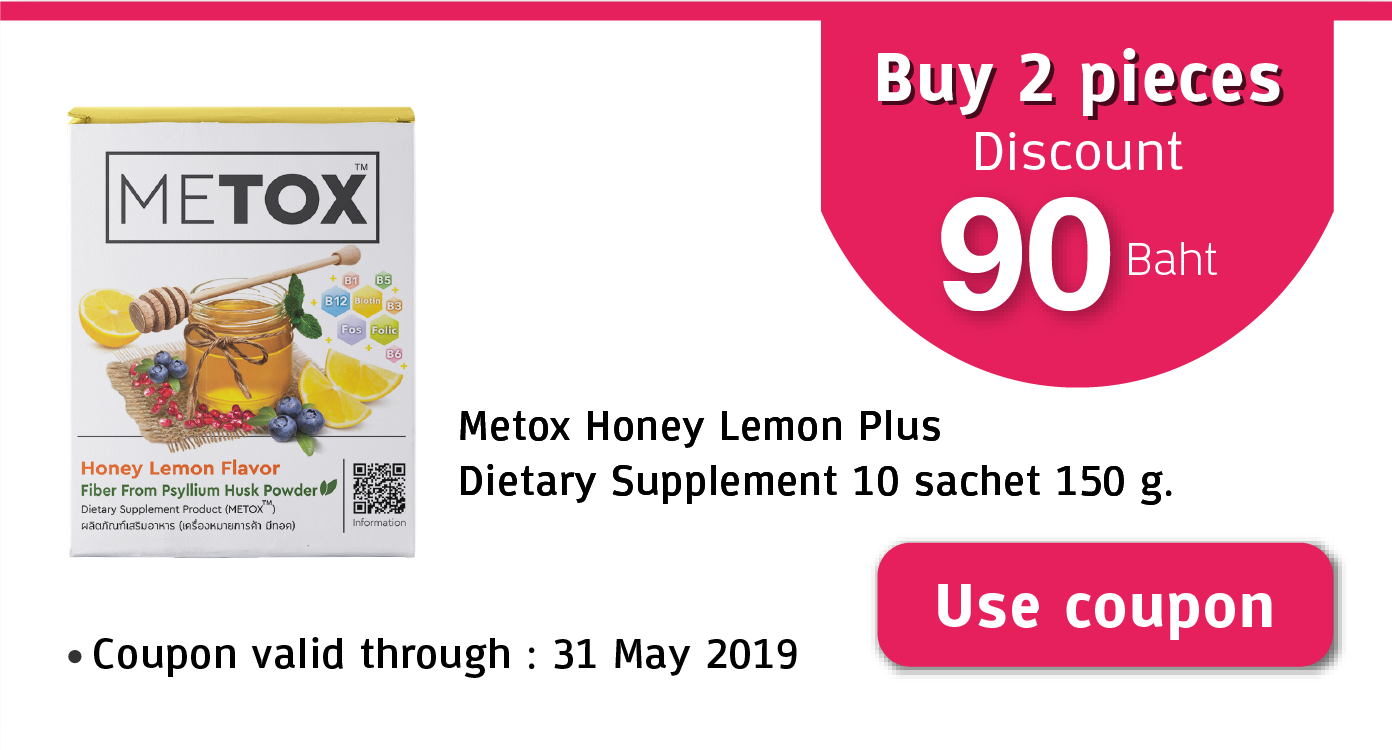 Buy 2 pieces
Discount
90 Baht
METOX™
B1
B5
B12
Biotin
B3
Fos
Folic
B6
Honey Lemon Flavor
Fiber From Psyllium Husk Powder
Dietary Supplement Product (METOX™)
ผลิตภัณฑ์เสริมอาหาร (เครื่องหมายการค้า มีทอค)
Information
Metox Honey Lemon Plus
Dietary Supplement 10 sachet 150 g.
Use coupon
• Coupon valid through : 31 May 2019